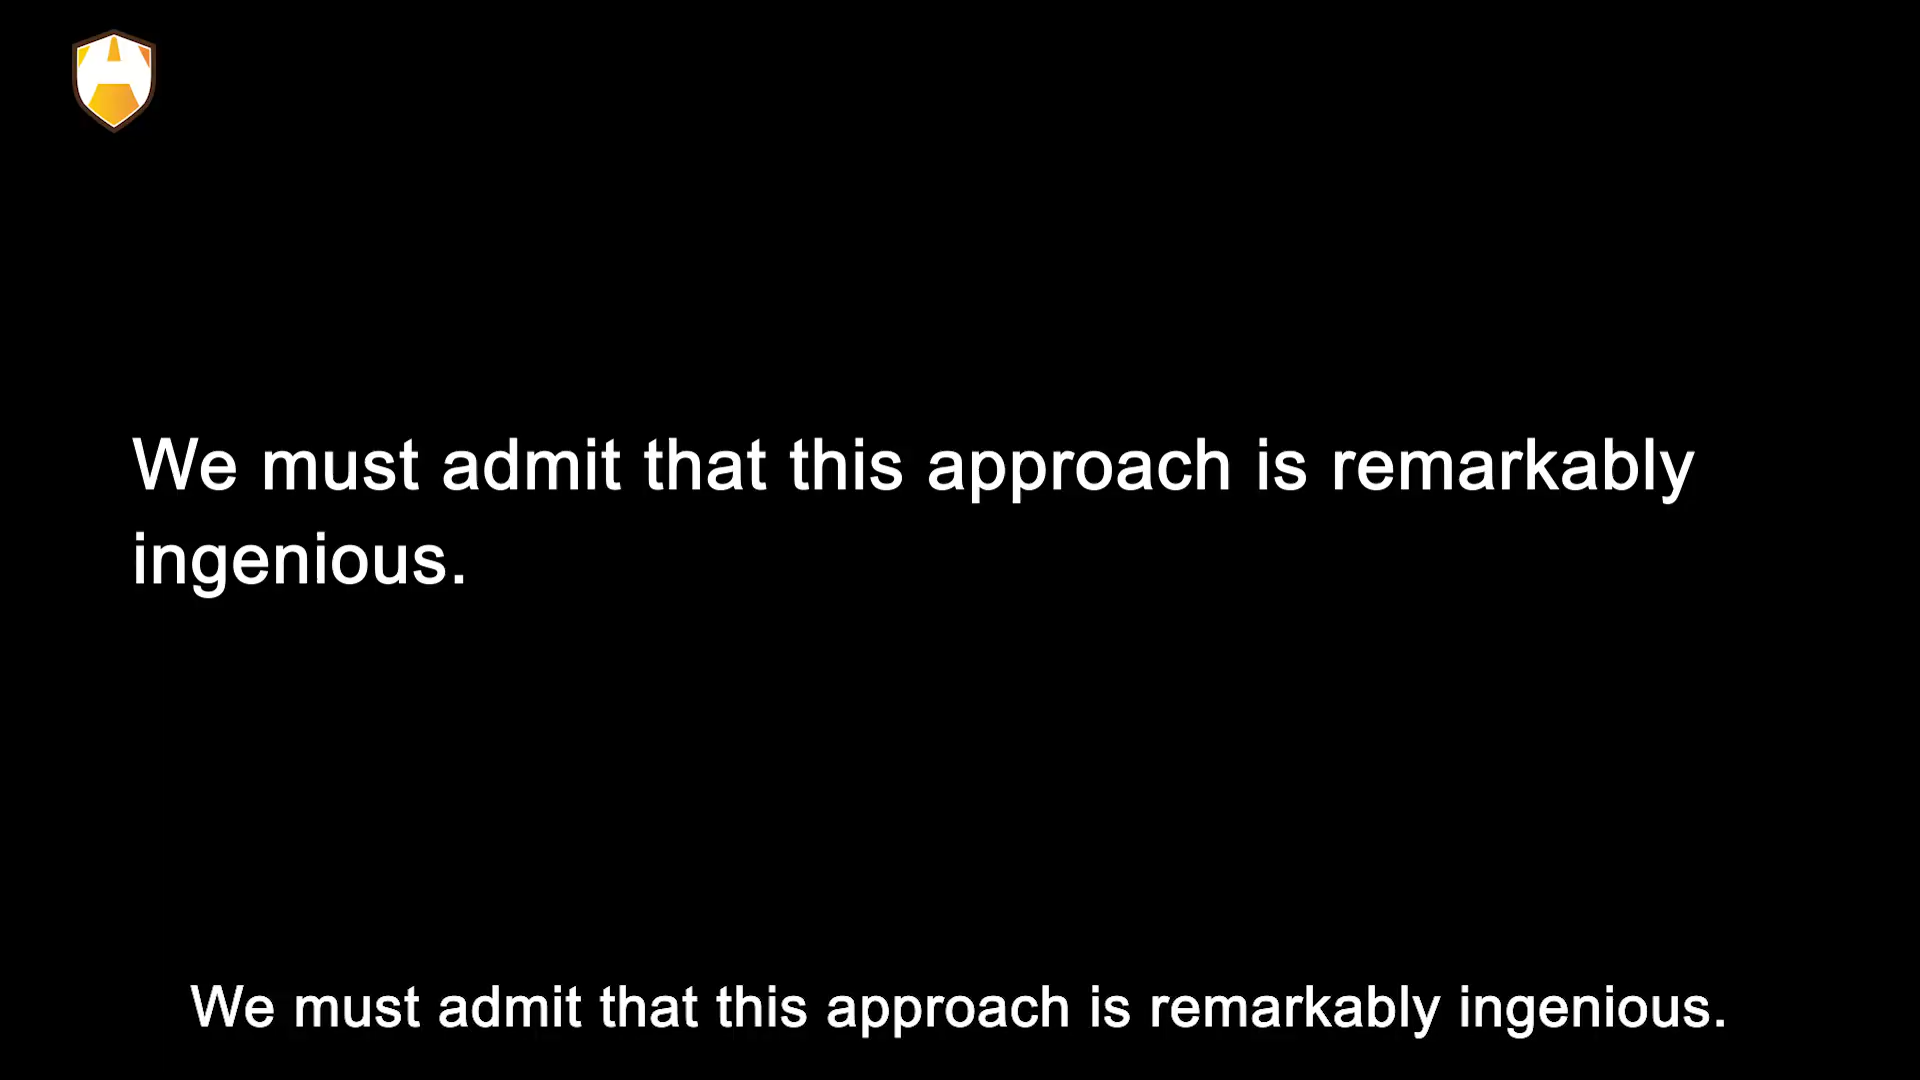 We must admit that this approach is remarkably
ingenious.
We must admit that this approach is remarkably ingenious.